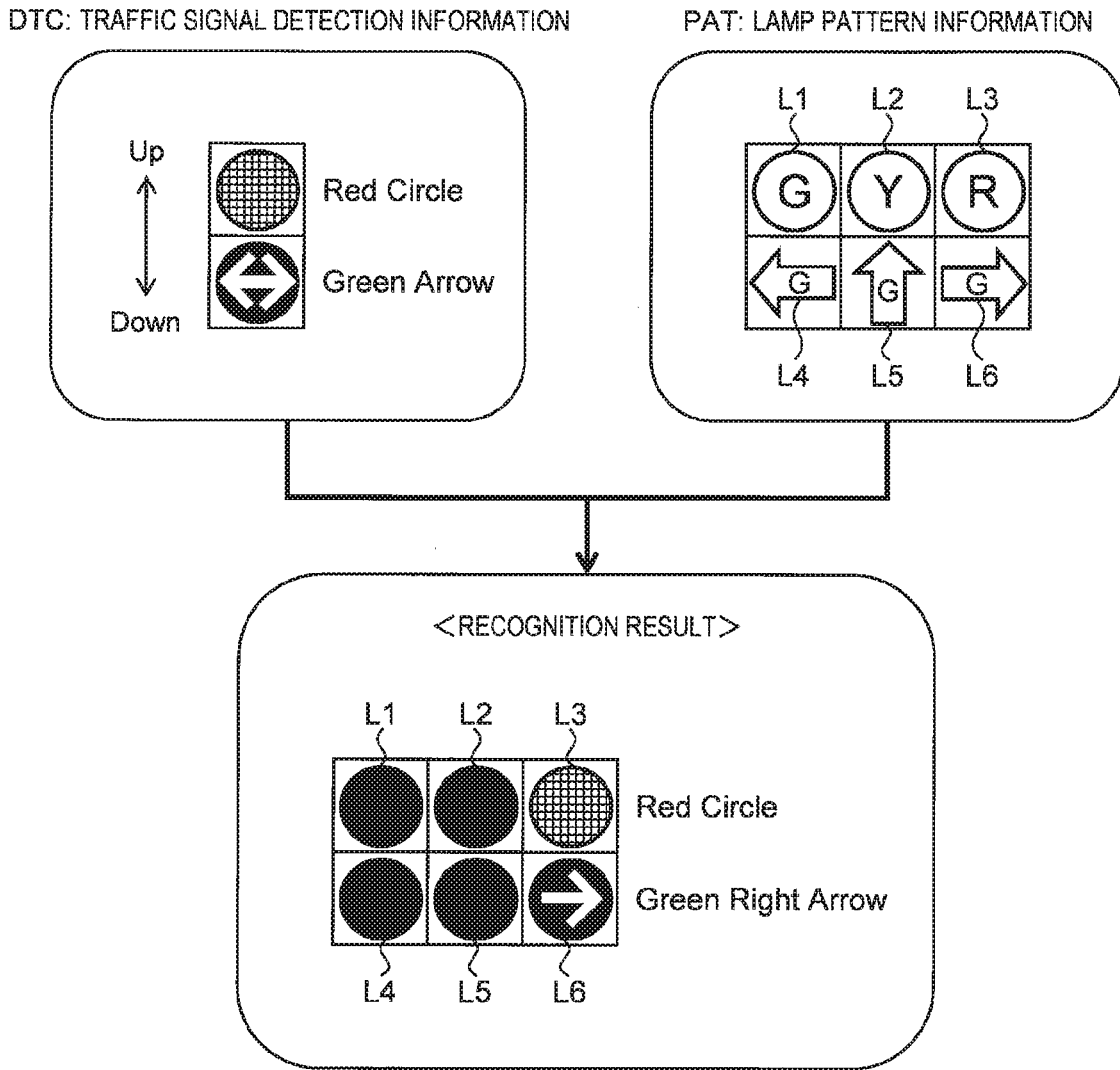 DTC: TRAFFIC SIGNAL DETECTION INFORMATION
Up
Down
Red Circle
Green Arrow
PAT: LAMP PATTERN INFORMATION
L1 L2 L3
G Y R
G G G
L4 L5 L6
<RECOGNITION RESULT>
L1 L2 L3
Red Circle
Green Right Arrow
L4 L5 L6